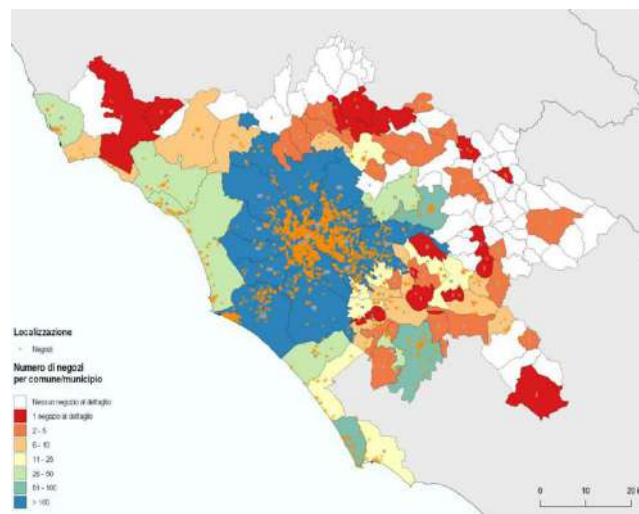 Localizzazione
Negozi
Numero di negozi
per comune/municipio
Nessun negozio al dettaglio
1 negozio al dettaglio
2 - 5
6 - 10
11 - 25
26 - 50
51 - 100
> 100
0 10 20